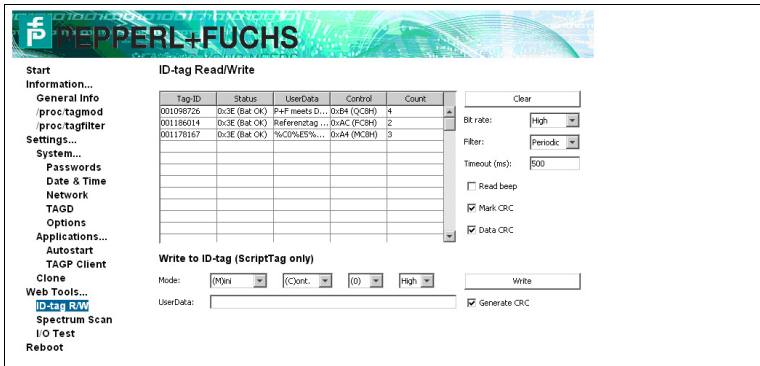 PEPPERL+FUCHS
Start
Information...
General Info
/proc/tagmod
/proc/tagfilter
Settings...
System...
Passwords
Date & Time
Network
TAGD
Options
Applications...
Autostart
TAGP Client
Clone
Web Tools...
ID-tag R/W
Spectrum Scan
I/O Test
Reboot
ID-tag Read/Write
Tag-ID Status UserData Control Count
001098726 0x3E (Bat OK) P+F meets D... 0xB4 (QC8H) 4
001186014 0x3E (Bat OK) Referenztag ... 0xAC (FC8H) 2
001178167 0x3E (Bat OK) %C0%E5%... 0xA4 (MC8H) 3
Clear
Bit rate: High
Filter: Periodic
Timeout (ms): 500
Read beep
Mark CRC
Data CRC
Write to ID-tag (ScriptTag only)
Mode: (M)ini (C)ont. (0) High Write
UserData: Generate CRC